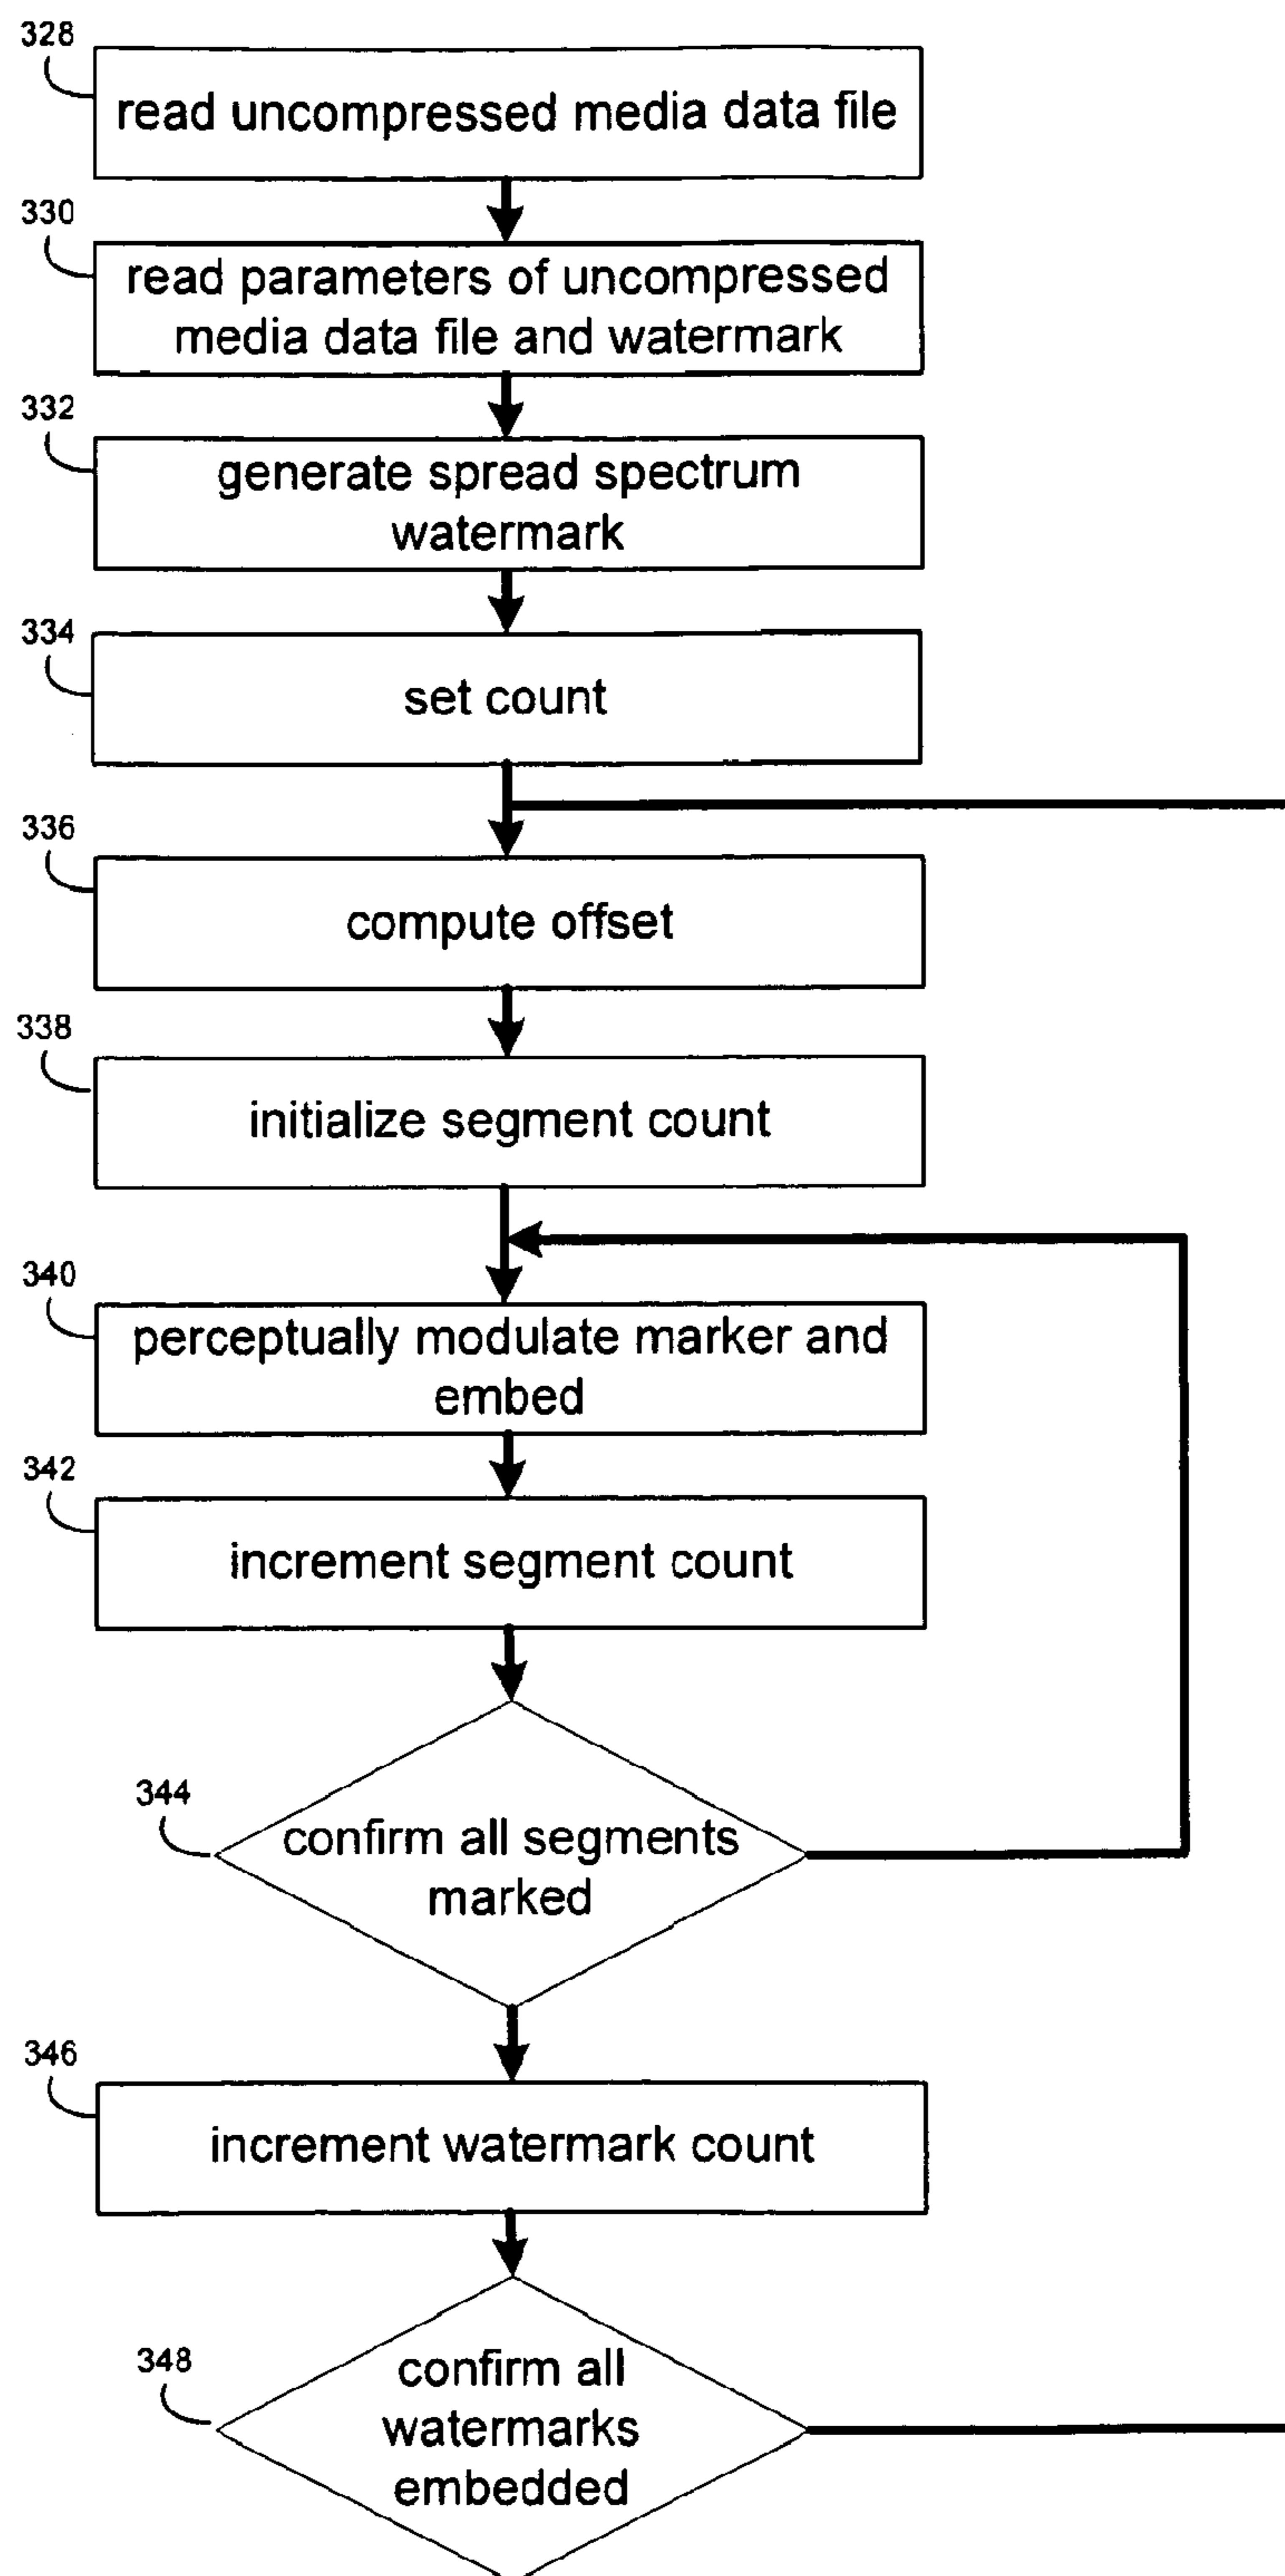 328
read uncompressed media data file
330
read parameters of uncompressed
media data file and watermark
332
generate spread spectrum
watermark
334
set count
336
compute offset
338
initialize segment count
340
perceptually modulate marker and
embed
342
increment segment count
344
confirm all segments
marked
346
increment watermark count
348
confirm all
watermarks
embedded